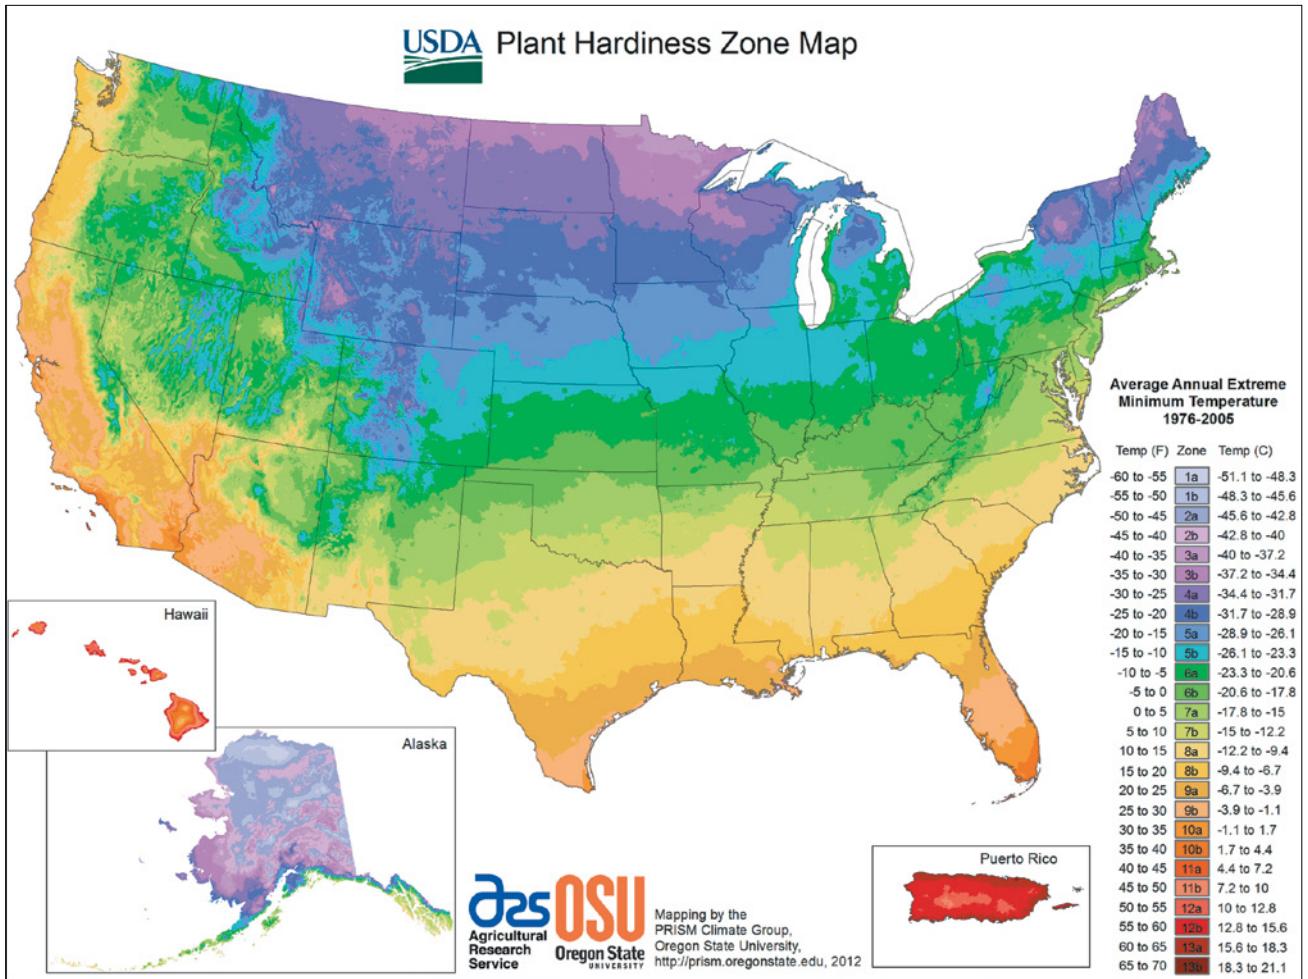 USDA Plant Hardiness Zone Map
Average Annual Extreme
Minimum Temperature
1976-2005
Temp (F) Zone Temp (C)
-60 to -55 1a -51.1 to -48.3
-55 to -50 1b -48.3 to -45.6
-50 to -45 2a -45.6 to -42.8
-45 to -40 2b -42.8 to -40
-40 to -35 3a -40 to -37.2
-35 to -30 3b -37.2 to -34.4
-30 to -25 4a -34.4 to -31.7
-25 to -20 4b -31.7 to -28.9
-20 to -15 5a -28.9 to -26.1
-15 to -10 5b -26.1 to -23.3
-10 to -5 6a -23.3 to -20.6
-5 to 0 6b -20.6 to -17.8
0 to 5 7a -17.8 to -15
5 to 10 7b -15 to -12.2
10 to 15 8a -12.2 to -9.4
15 to 20 8b -9.4 to -6.7
20 to 25 9a -6.7 to -3.9
25 to 30 9b -3.9 to -1.1
30 to 35 10a -1.1 to 1.7
35 to 40 10b 1.7 to 4.4
40 to 45 11a 4.4 to 7.2
45 to 50 11b 7.2 to 10
50 to 55 12a 10 to 12.8
55 to 60 12b 12.8 to 15.6
60 to 65 13a 15.6 to 18.3
65 to 70 13b 18.3 to 21.1
Hawaii
Alaska
Puerto Rico
ars
Agricultural
Research
Service
OSU
Oregon State
UNIVERSITY
Mapping by the
PRISM Climate Group,
Oregon State University,
http://prism.oregonstate.edu, 2012